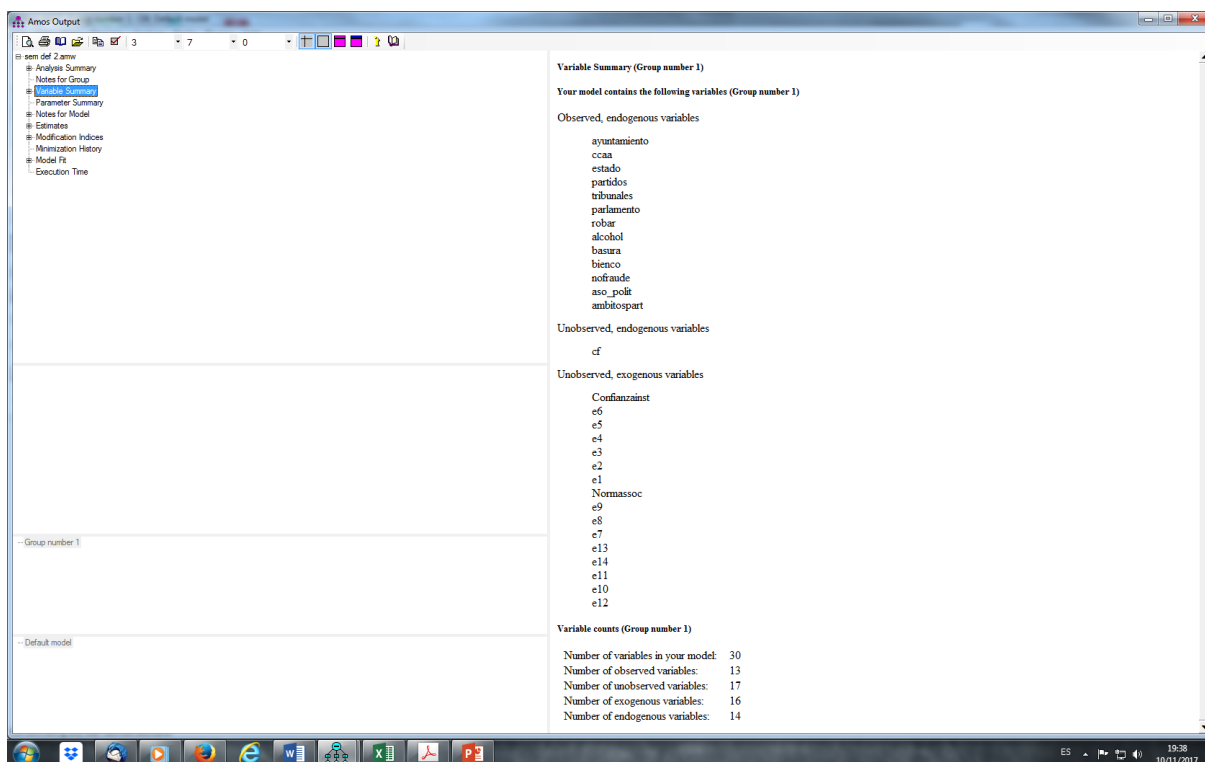 Amos Output
3 7 0
sem def 2.amw
Analysis Summary
Notes for Group
Variable Summary
Parameter Summary
Notes for Model
Estimates
Modification Indices
Minimization History
Model Fit
Execution Time
Group number 1
Default model
Variable Summary (Group number 1)
Your model contains the following variables (Group number 1)
Observed, endogenous variables
ayuntamiento
ccaa
estado
partidos
tribunales
parlamento
robar
alcohol
basura
bienco
nofraude
aso_polit
ambitospart
Unobserved, endogenous variables
cf
Unobserved, exogenous variables
Confianzainst
e6
e5
e4
e3
e2
e1
Normassoc
e9
e8
e7
e13
e14
e11
e10
e12
Variable counts (Group number 1)
Number of variables in your model: 30
Number of observed variables: 13
Number of unobserved variables: 17
Number of exogenous variables: 16
Number of endogenous variables: 14
ES 19:38
10/11/2017